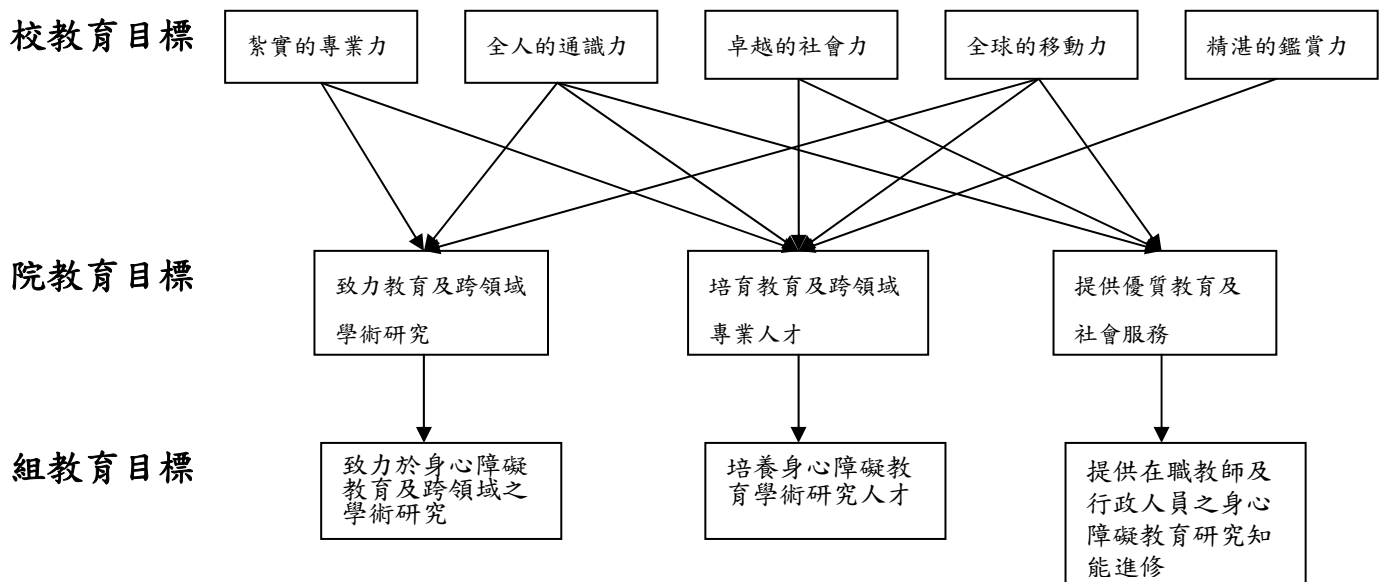 校教育目標
紮實的專業力
全人的通識力
卓越的社會力
全球的移動力
精湛的鑑賞力
院教育目標
致力教育及跨領域
學術研究
培育教育及跨領域
專業人才
提供優質教育及
社會服務
組教育目標
致力於身心障礙
教育及跨領域之
學術研究
培養身心障礙教
育學術研究人才
提供在職教師及
行政人員之身心
障礙教育研究知
能進修